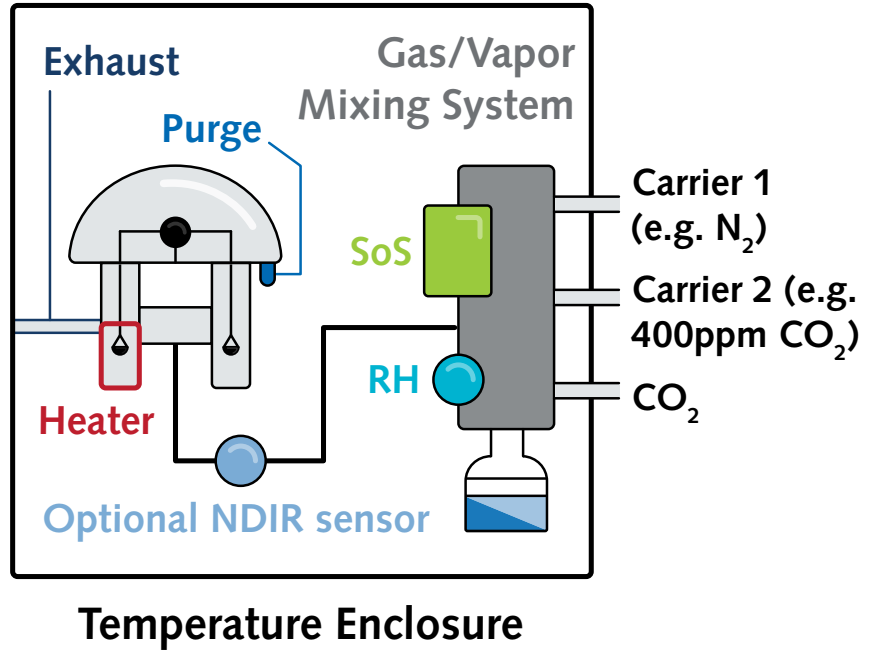 Exhaust
Gas/Vapor
Mixing System
Purge
Carrier 1
(e.g. N₂)
SoS
Carrier 2 (e.g.
400ppm CO₂)
RH
CO₂
Heater
Optional NDIR sensor
Temperature Enclosure